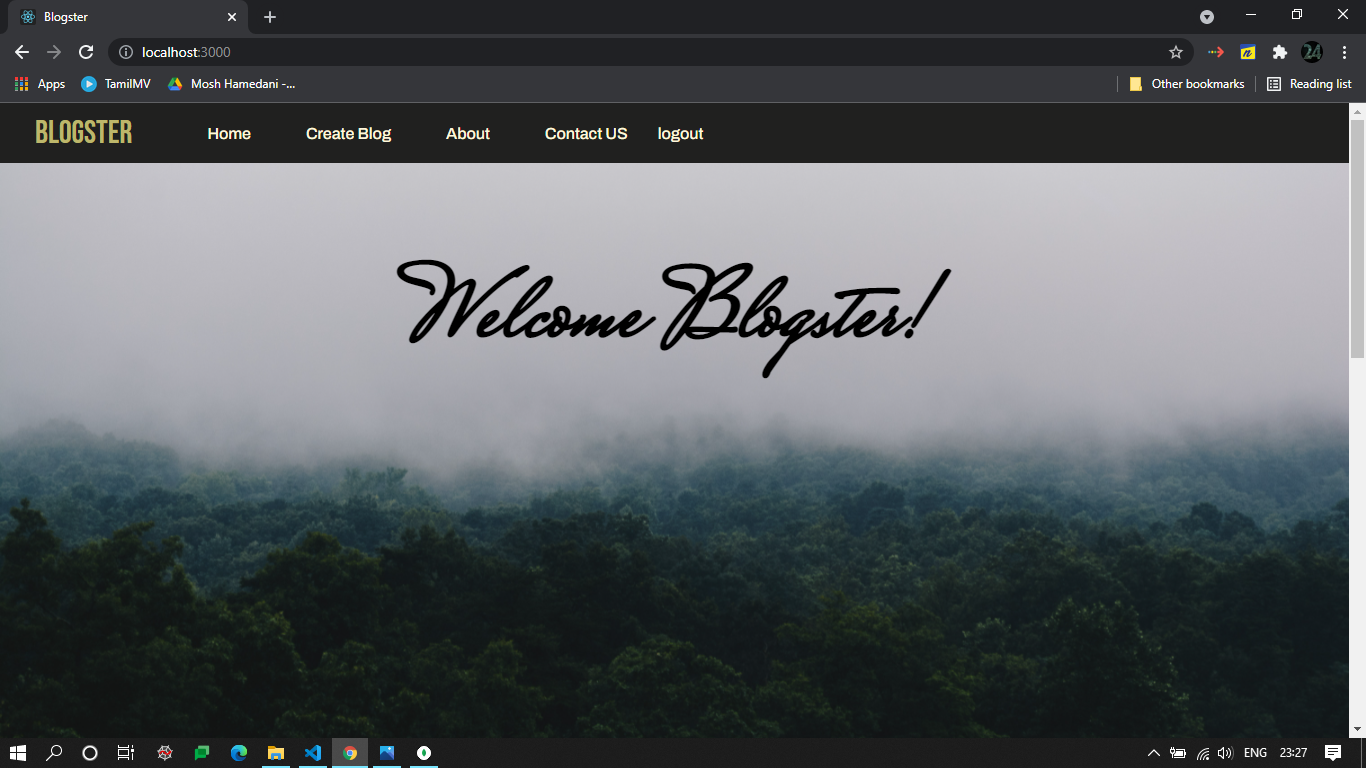 Blogster
localhost:3000
Apps TamilMV Mosh Hamedani -... Other bookmarks Reading list
BLOGSTER Home Create Blog About Contact US logout
Welcome Blogster!
ENG 23:27